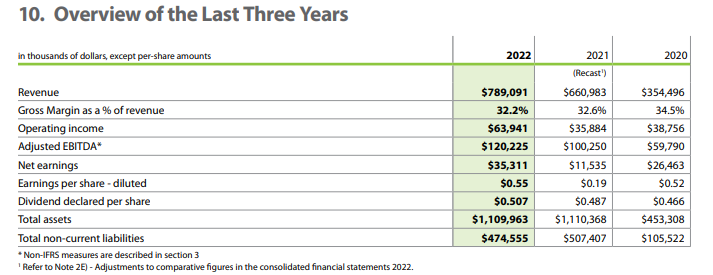 10. Overview of the Last Three Years
in thousands of dollars, except per-share amounts 2022 2021 2020
(Recast¹)
Revenue $789,091 $660,983 $354,496
Gross Margin as a % of revenue 32.2% 32.6% 34.5%
Operating income $63,941 $35,884 $38,756
Adjusted EBITDA* $120,225 $100,250 $59,790
Net earnings $35,311 $11,535 $26,463
Earnings per share - diluted $0.55 $0.19 $0.52
Dividend declared per share $0.507 $0.487 $0.466
Total assets $1,109,963 $1,110,368 $453,308
Total non-current liabilities $474,555 $507,407 $105,522
* Non-IFRS measures are described in section 3
¹ Refer to Note 2E) - Adjustments to comparative figures in the consolidated financial statements 2022.